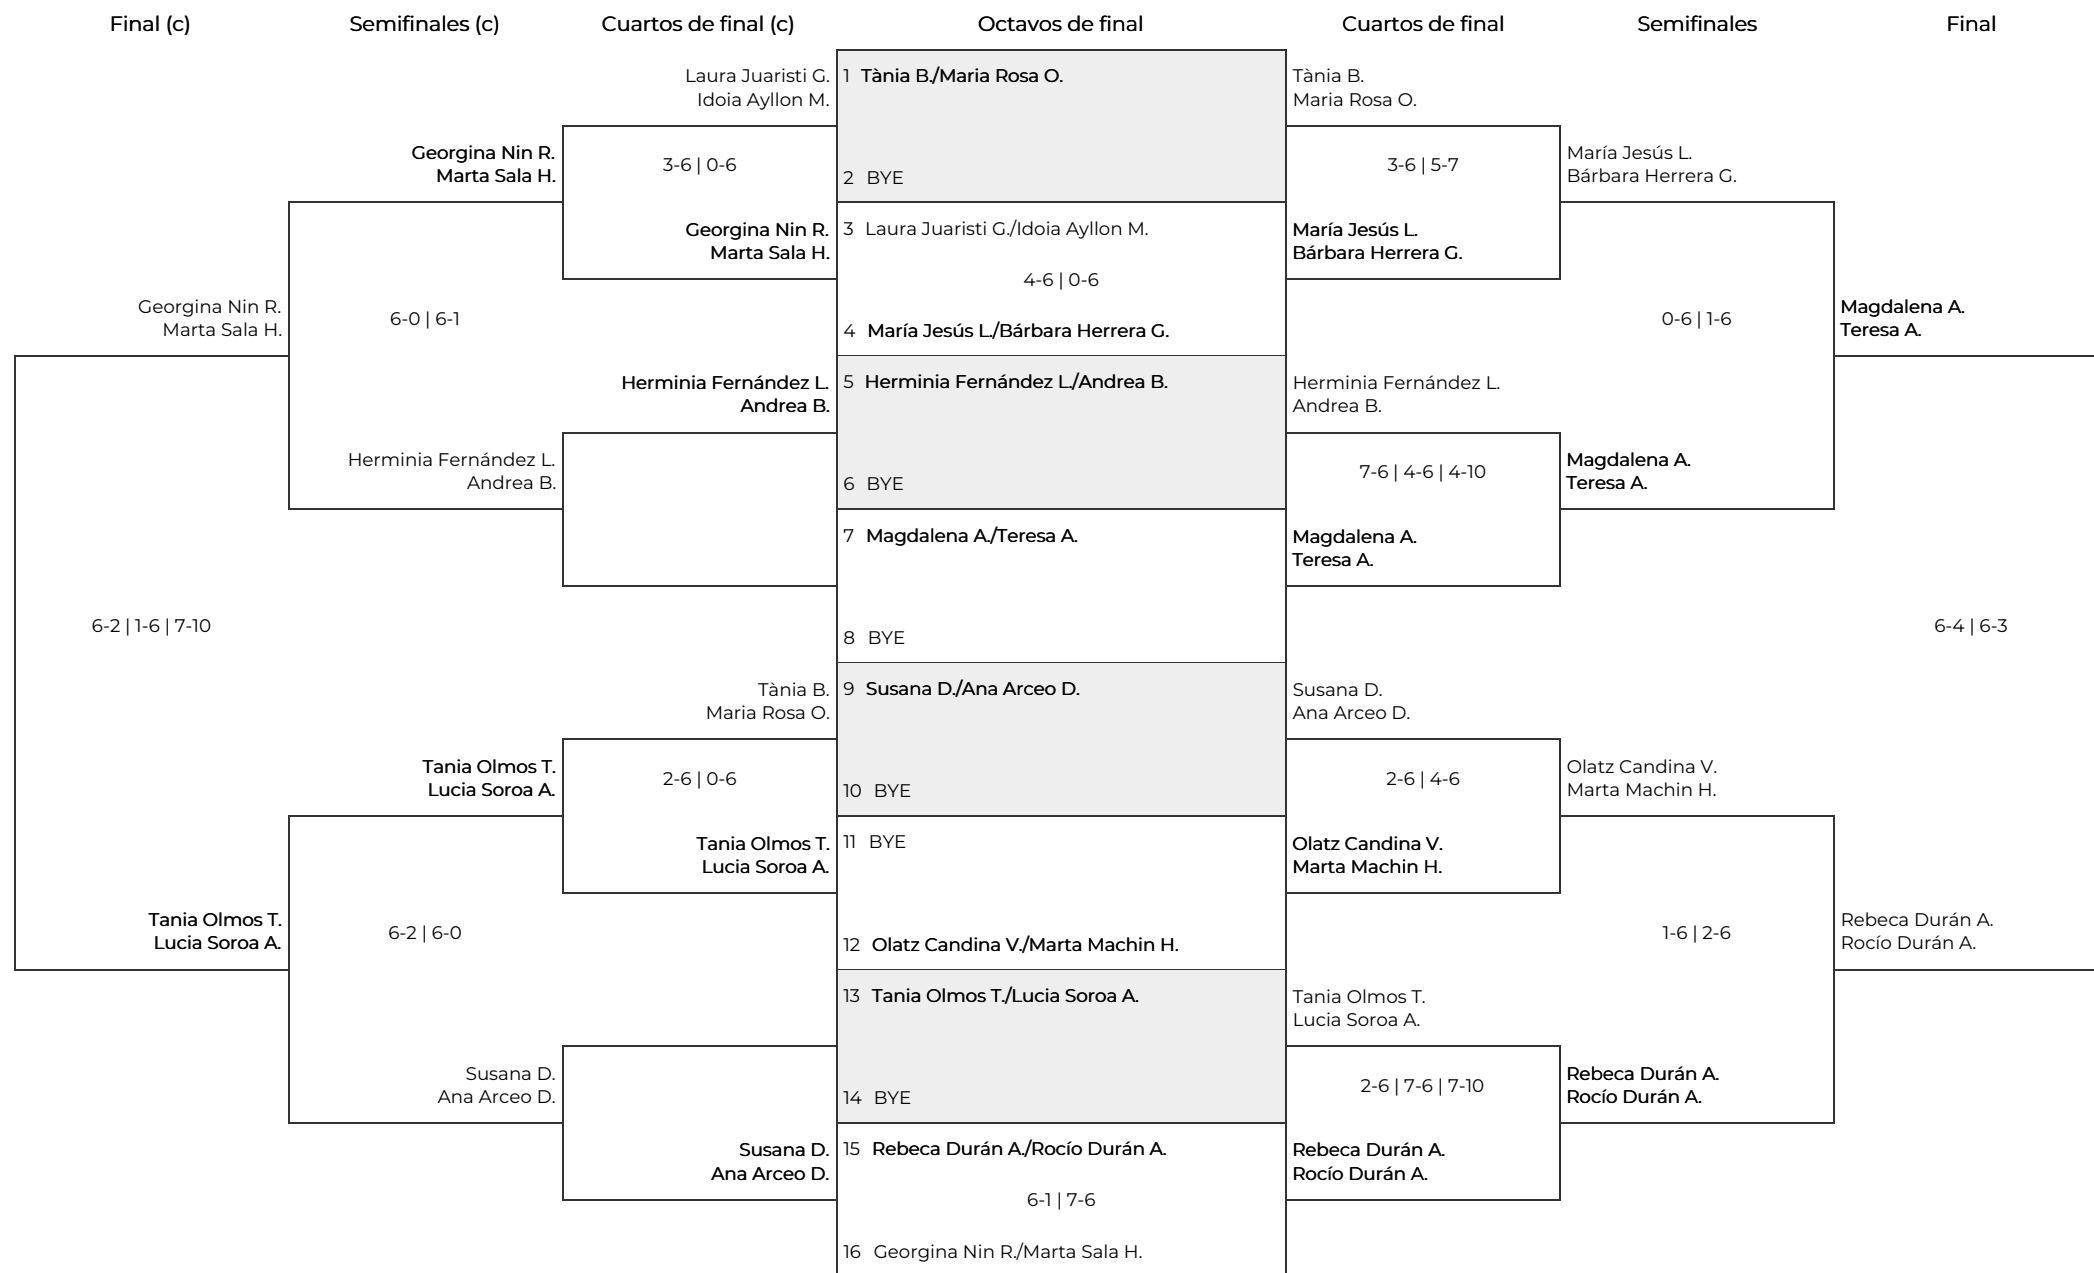 Final (c)
Semifinales (c)
Cuartos de final (c)
Octavos de final
Cuartos de final
Semifinales
Final
Georgina Nin R.
Marta Sala H.
6-2 | 1-6 | 7-10
Tania Olmos T.
Lucia Soroa A.
Georgina Nin R.
Marta Sala H.
6-0 | 6-1
Herminia Fernández L.
Andrea B.
Tania Olmos T.
Lucia Soroa A.
6-2 | 6-0
Susana D.
Ana Arceo D.
Laura Juaristi G.
Idoia Ayllon M.
3-6 | 0-6
Georgina Nin R.
Marta Sala H.
Herminia Fernández L.
Andrea B.
Tània B.
Maria Rosa O.
2-6 | 0-6
Tania Olmos T.
Lucia Soroa A.
Susana D.
Ana Arceo D.
1 Tània B./Maria Rosa O.
2 BYE
3 Laura Juaristi G./Idoia Ayllon M.
4-6 | 0-6
4 María Jesús L./Bárbara Herrera G.
5 Herminia Fernández L./Andrea B.
6 BYE
7 Magdalena A./Teresa A.
8 BYE
9 Susana D./Ana Arceo D.
10 BYE
11 BYE
12 Olatz Candina V./Marta Machin H.
13 Tania Olmos T./Lucia Soroa A.
14 BYE
15 Rebeca Durán A./Rocío Durán A.
6-1 | 7-6
16 Georgina Nin R./Marta Sala H.
Tània B.
Maria Rosa O.
3-6 | 5-7
María Jesús L.
Bárbara Herrera G.
Herminia Fernández L.
Andrea B.
7-6 | 4-6 | 4-10
Magdalena A.
Teresa A.
Susana D.
Ana Arceo D.
2-6 | 4-6
Olatz Candina V.
Marta Machin H.
Tania Olmos T.
Lucia Soroa A.
2-6 | 7-6 | 7-10
Rebeca Durán A.
Rocío Durán A.
María Jesús L.
Bárbara Herrera G.
0-6 | 1-6
Magdalena A.
Teresa A.
Olatz Candina V.
Marta Machin H.
1-6 | 2-6
Rebeca Durán A.
Rocío Durán A.
Magdalena A.
Teresa A.
6-4 | 6-3
Rebeca Durán A.
Rocío Durán A.